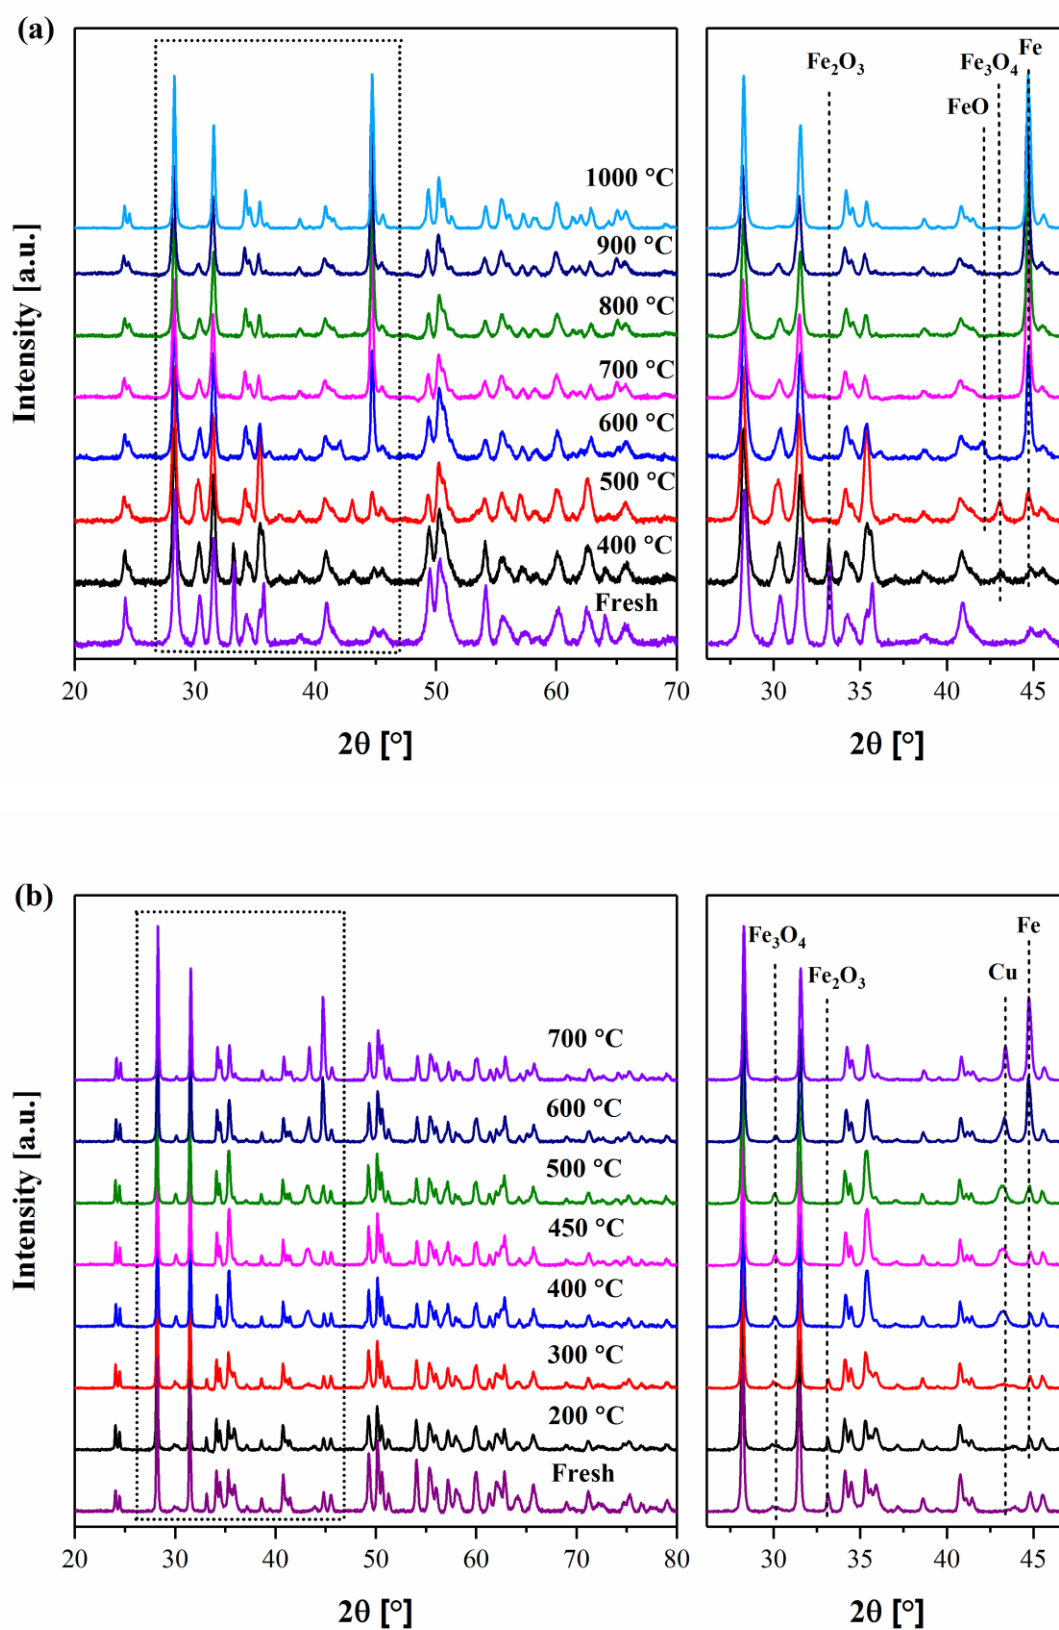 (a)
Fe₂O₃
Fe₃O₄
Fe
FeO
1000 °C
900 °C
800 °C
700 °C
600 °C
500 °C
400 °C
Fresh
Intensity [a.u.]
20 30 40 50 60 70
30 35 40 45
2θ [°]
2θ [°]
(b)
Fe₃O₄
Fe₂O₃
Cu
Fe
700 °C
600 °C
500 °C
450 °C
400 °C
300 °C
200 °C
Fresh
Intensity [a.u.]
20 30 40 50 60 70 80
30 35 40 45
2θ [°]
2θ [°]